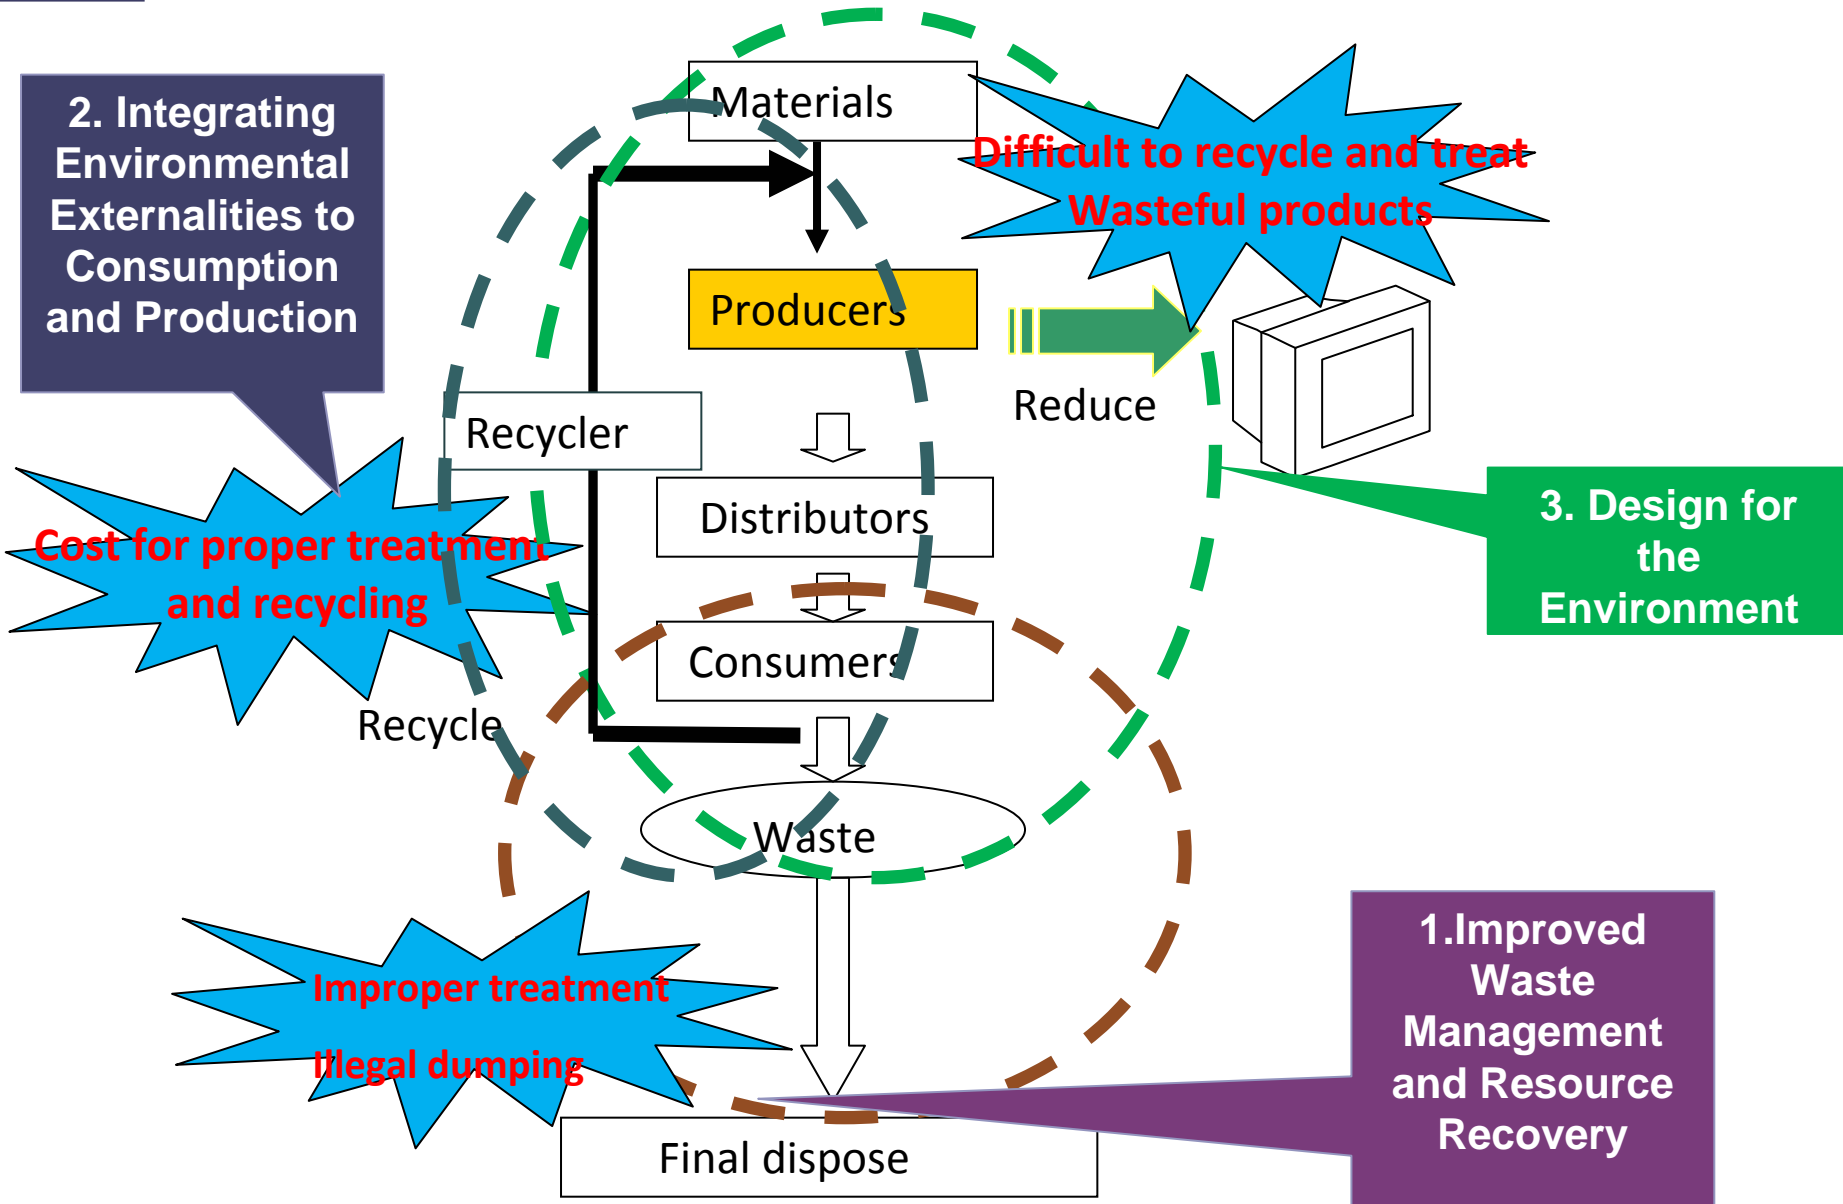 2. Integrating
Environmental
Externalities to
Consumption
and Production
Materials
Difficult to recycle and treat
Wasteful products
Producers
Reduce
Recycler
Distributors
3. Design for
the
Environment
Cost for proper treatment
and recycling
Consumers
Recycle
Waste
1.Improved
Waste
Management
and Resource
Recovery
Improper treatment
Illegal dumping
Final dispose